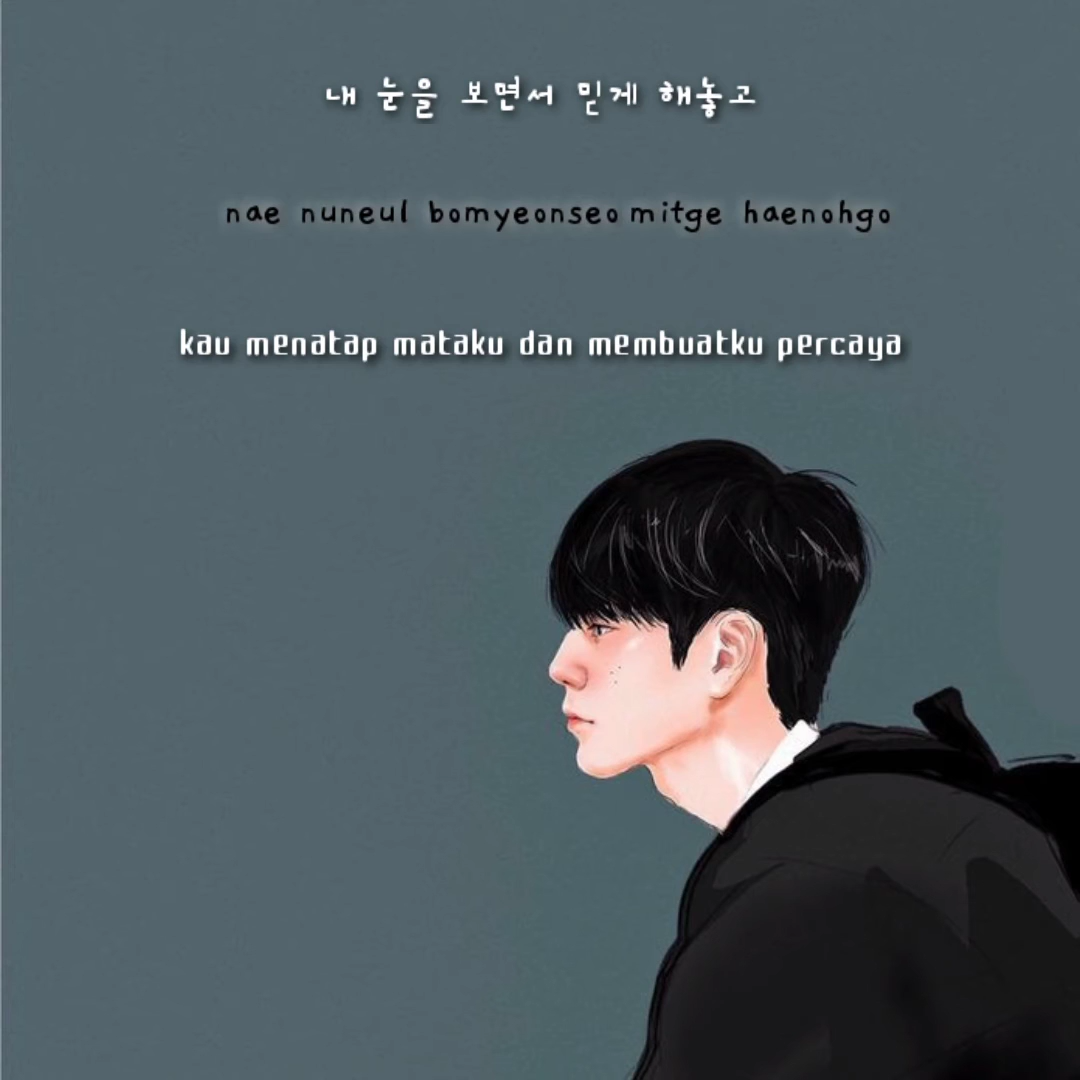 내 눈을 보면서 믿게 해놓고
nae nuneul bomyeonseo mitge haenohgo
kau menatap mataku dan membuatku percaya